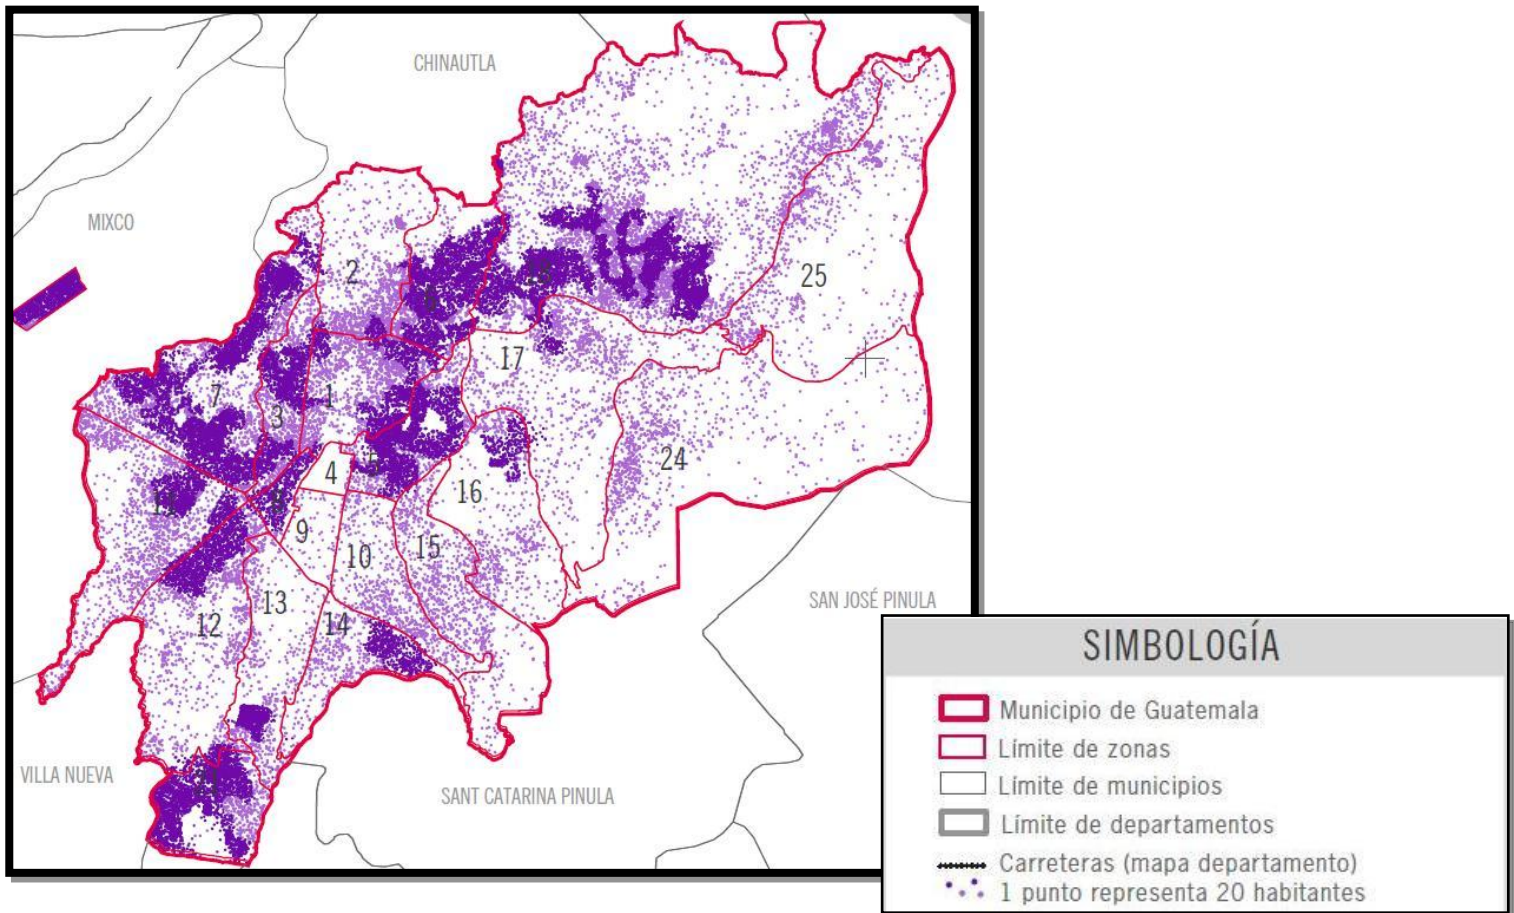 CHINAUTLA
MIXCO
2
25
18
6
17
7
1
2
3
24
4
5
16
11
8
9
10
15
13
12
14
SAN JOSÉ PINULA
VILLA NUEVA
21
SANT CATARINA PINULA
SIMBOLOGÍA
Municipio de Guatemala
Límite de zonas
Límite de municipios
Límite de departamentos
Carreteras (mapa departamento)
1 punto representa 20 habitantes